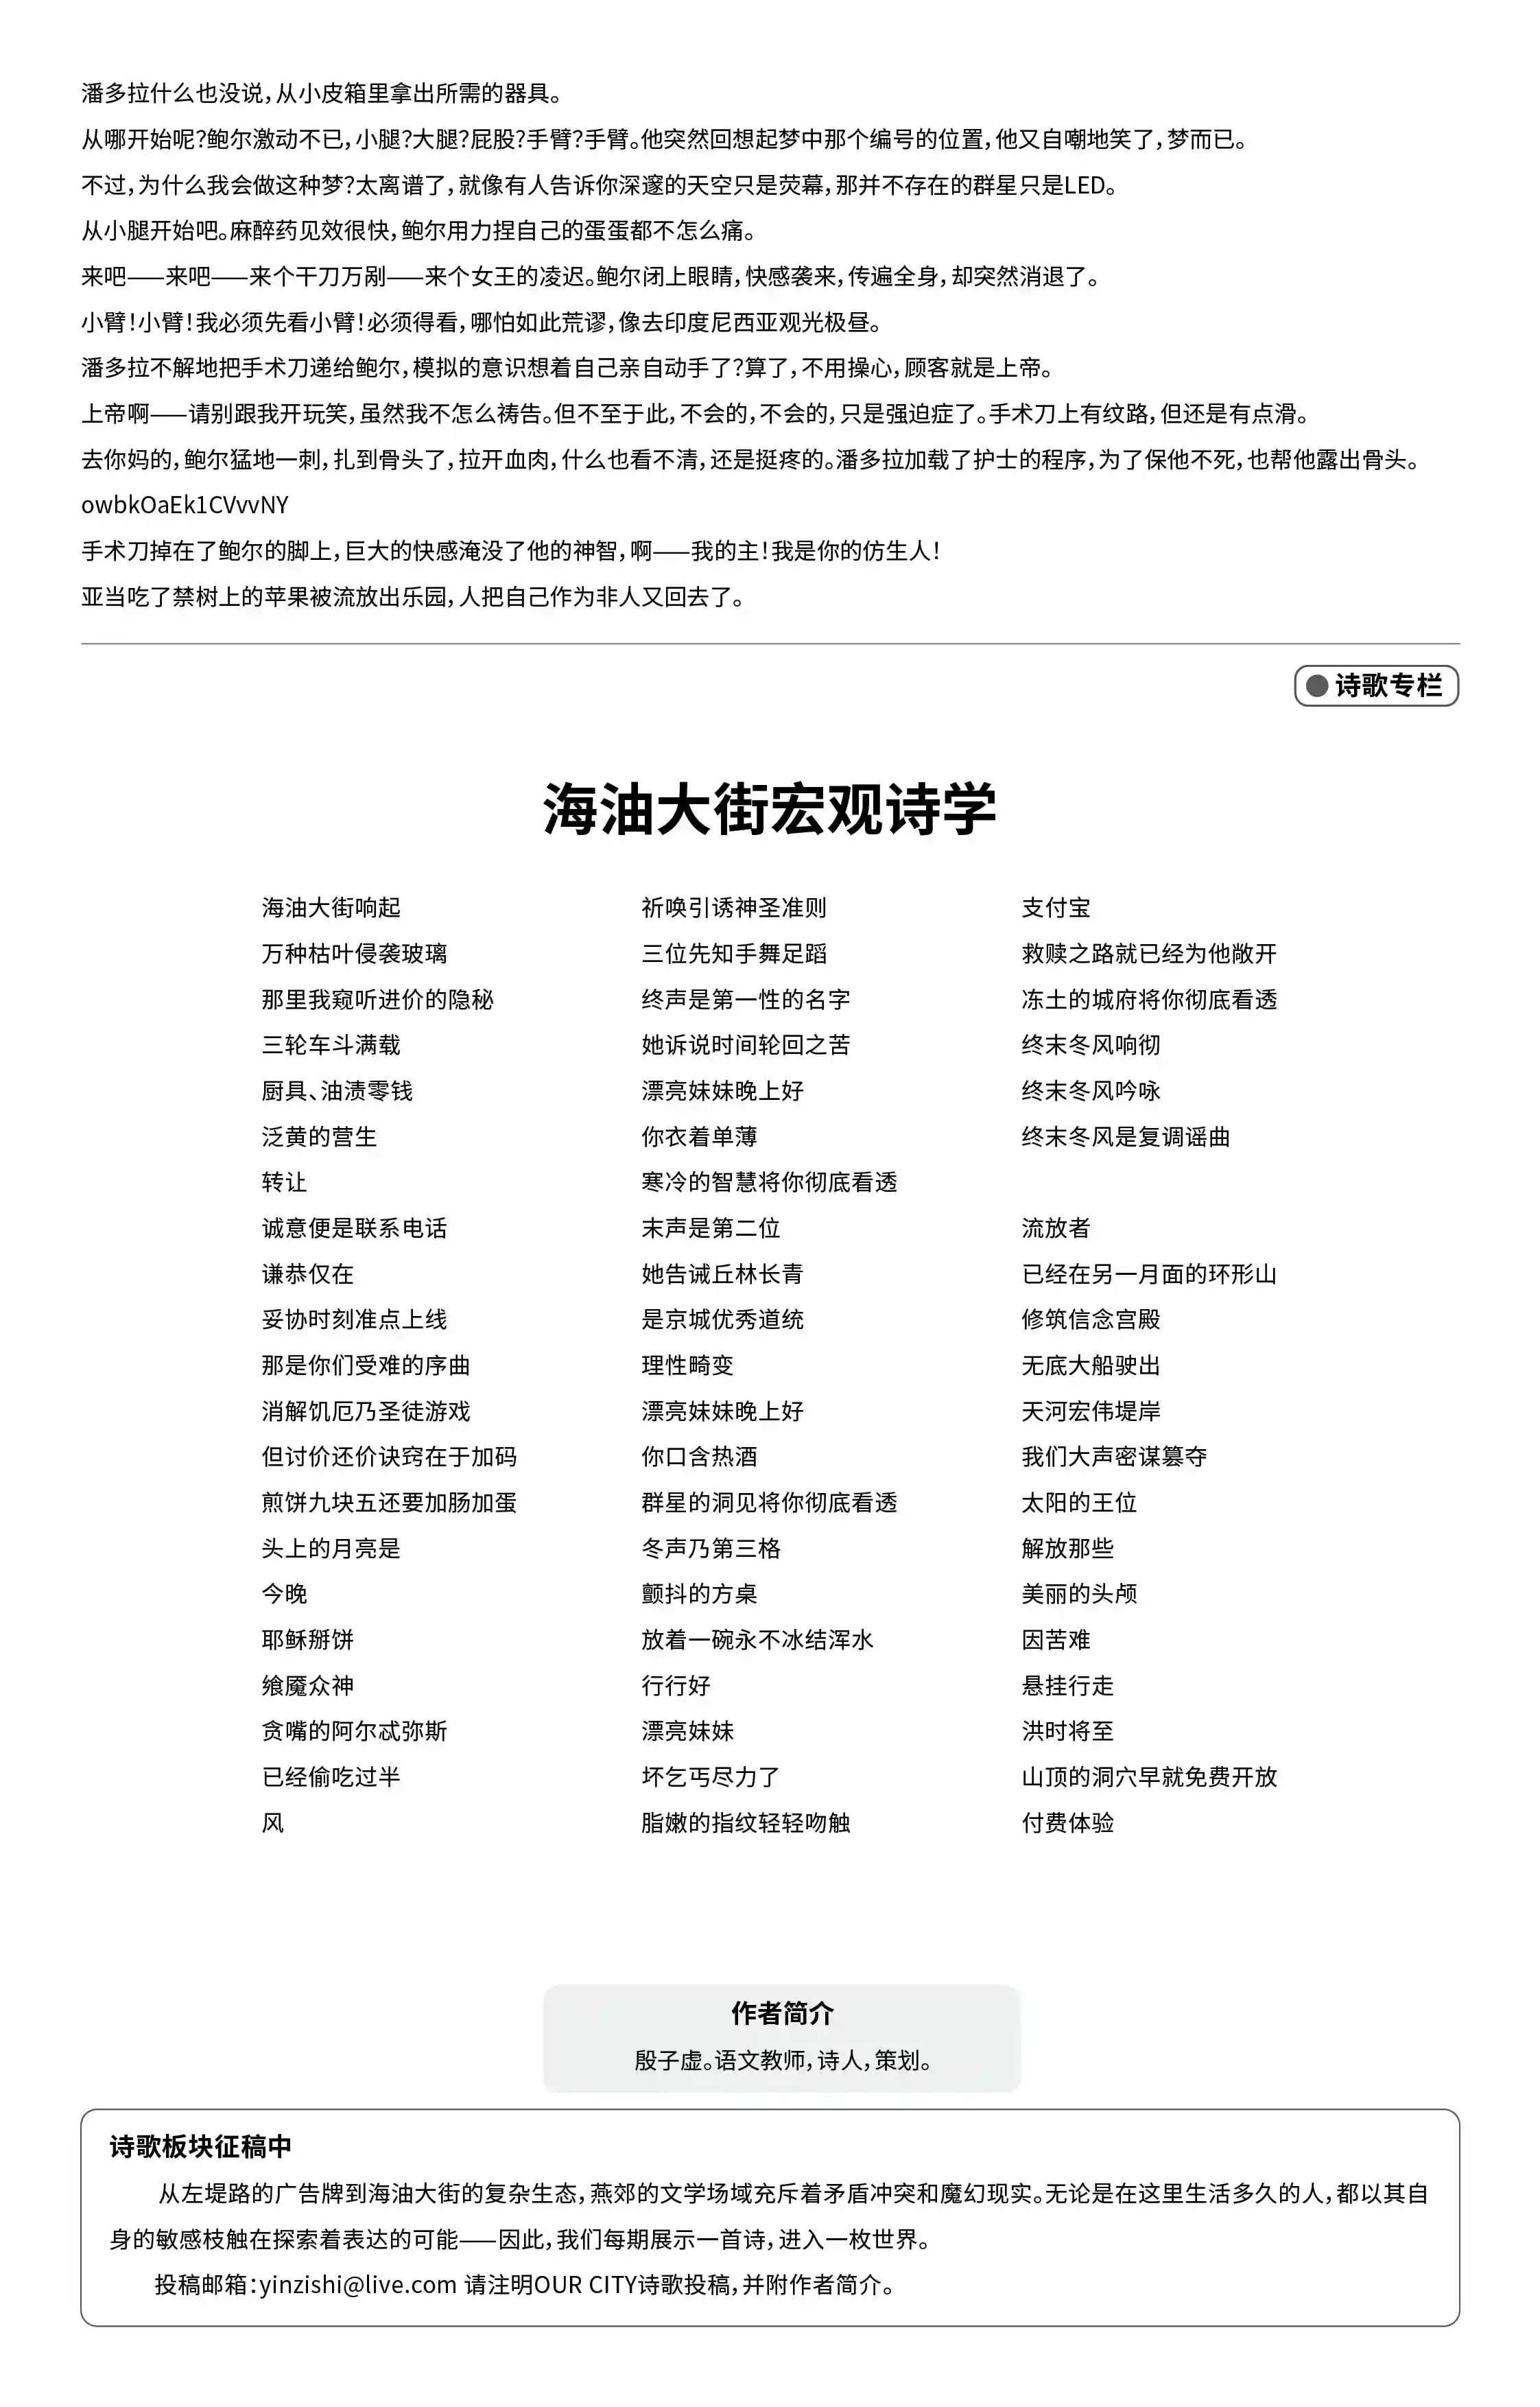 潘多拉什么也没说，从小皮箱里拿出所需的器具。
从哪开始呢？鲍尔激动不已，小腿？大腿？屁股？手臂？手臂。他突然回想起梦中那个编号的位置，他又自嘲地笑了，梦而已。
不过，为什么我会做这种梦？太离谱了，就像有人告诉你深邃的天空只是荧幕，那并不存在的群星只是LED。
从小腿开始吧。麻醉药见效很快，鲍尔用力捏自己的蛋蛋都不怎么痛。
来吧——来吧——来个千刀万剐——来个女王的凌迟。鲍尔闭上眼睛，快感袭来，传遍全身，却突然消退了。
小臂！小臂！我必须先看小臂！必须得看，哪怕如此荒谬，像去印度尼西亚观光极昼。
潘多拉不解地把手术刀递给鲍尔，模拟的意识想着自己亲自动手了？算了，不用操心，顾客就是上帝。
上帝啊——请别跟我开玩笑，虽然我不怎么祷告。但不至于此，不会的，不会的，只是强迫症了。手术刀上有纹路，但还是有点滑。
去你妈的，鲍尔猛地一刺，扎到骨头了，拉开血肉，什么也看不清，还是挺疼的。潘多拉加载了护士的程序，为了保他不死，也帮他露出骨头。
owbkOaEk1CVvvNY
手术刀掉在了鲍尔的脚上，巨大的快感淹没了他的神智，啊——我的主！我是你的仿生人！
亚当吃了禁树上的苹果被流放出乐园，人把自己作为非人又回去了。
诗歌专栏
海油大街宏观诗学
海油大街响起
万种枯叶侵袭玻璃
那里我窥听进价的隐秘
三轮车斗满载
厨具、油渍零钱
泛黄的营生
转让
诚意便是联系电话
谦恭仅在
妥协时刻准点上线
那是你们受难的序曲
消解饥厄乃圣徒游戏
但讨价还价诀窍在于加码
煎饼九块五还要加肠加蛋
头上的月亮是
今晚
耶稣掰饼
飨魇众神
贪嘴的阿尔忒弥斯
已经偷吃过半
风
祈唤引诱神圣准则
三位先知手舞足蹈
终声是第一性的名字
她诉说时间轮回之苦
漂亮妹妹晚上好
你衣着单薄
寒冷的智慧将你彻底看透
末声是第二位
她告诫丘林长青
是京城优秀道统
理性畸变
漂亮妹妹晚上好
你口含热酒
群星的洞见将你彻底看透
冬声乃第三格
颤抖的方桌
放着一碗永不冰结浑水
行行好
漂亮妹妹
坏乞丐尽力了
脂嫩的指纹轻轻吻触
支付宝
救赎之路就已经为他敞开
冻土的城府将你彻底看透
终末冬风响彻
终末冬风吟咏
终末冬风是复调谣曲
流放者
已经在另一月面的环形山
修筑信念宫殿
无底大船驶出
天河宏伟堤岸
我们大声密谋篡夺
太阳的王位
解放那些
美丽的头颅
因苦难
悬挂行走
洪时将至
山顶的洞穴早就免费开放
付费体验
作者简介
殷子虚。语文教师，诗人，策划。
诗歌板块征稿中
从左堤路的广告牌到海油大街的复杂生态，燕郊的文学场域充斥着矛盾冲突和魔幻现实。无论是在这里生活多久的人，都以其自
身的敏感枝触在探索着表达的可能——因此，我们每期展示一首诗，进入一枚世界。
投稿邮箱：yinzishi@live.com 请注明OUR CITY诗歌投稿，并附作者简介。